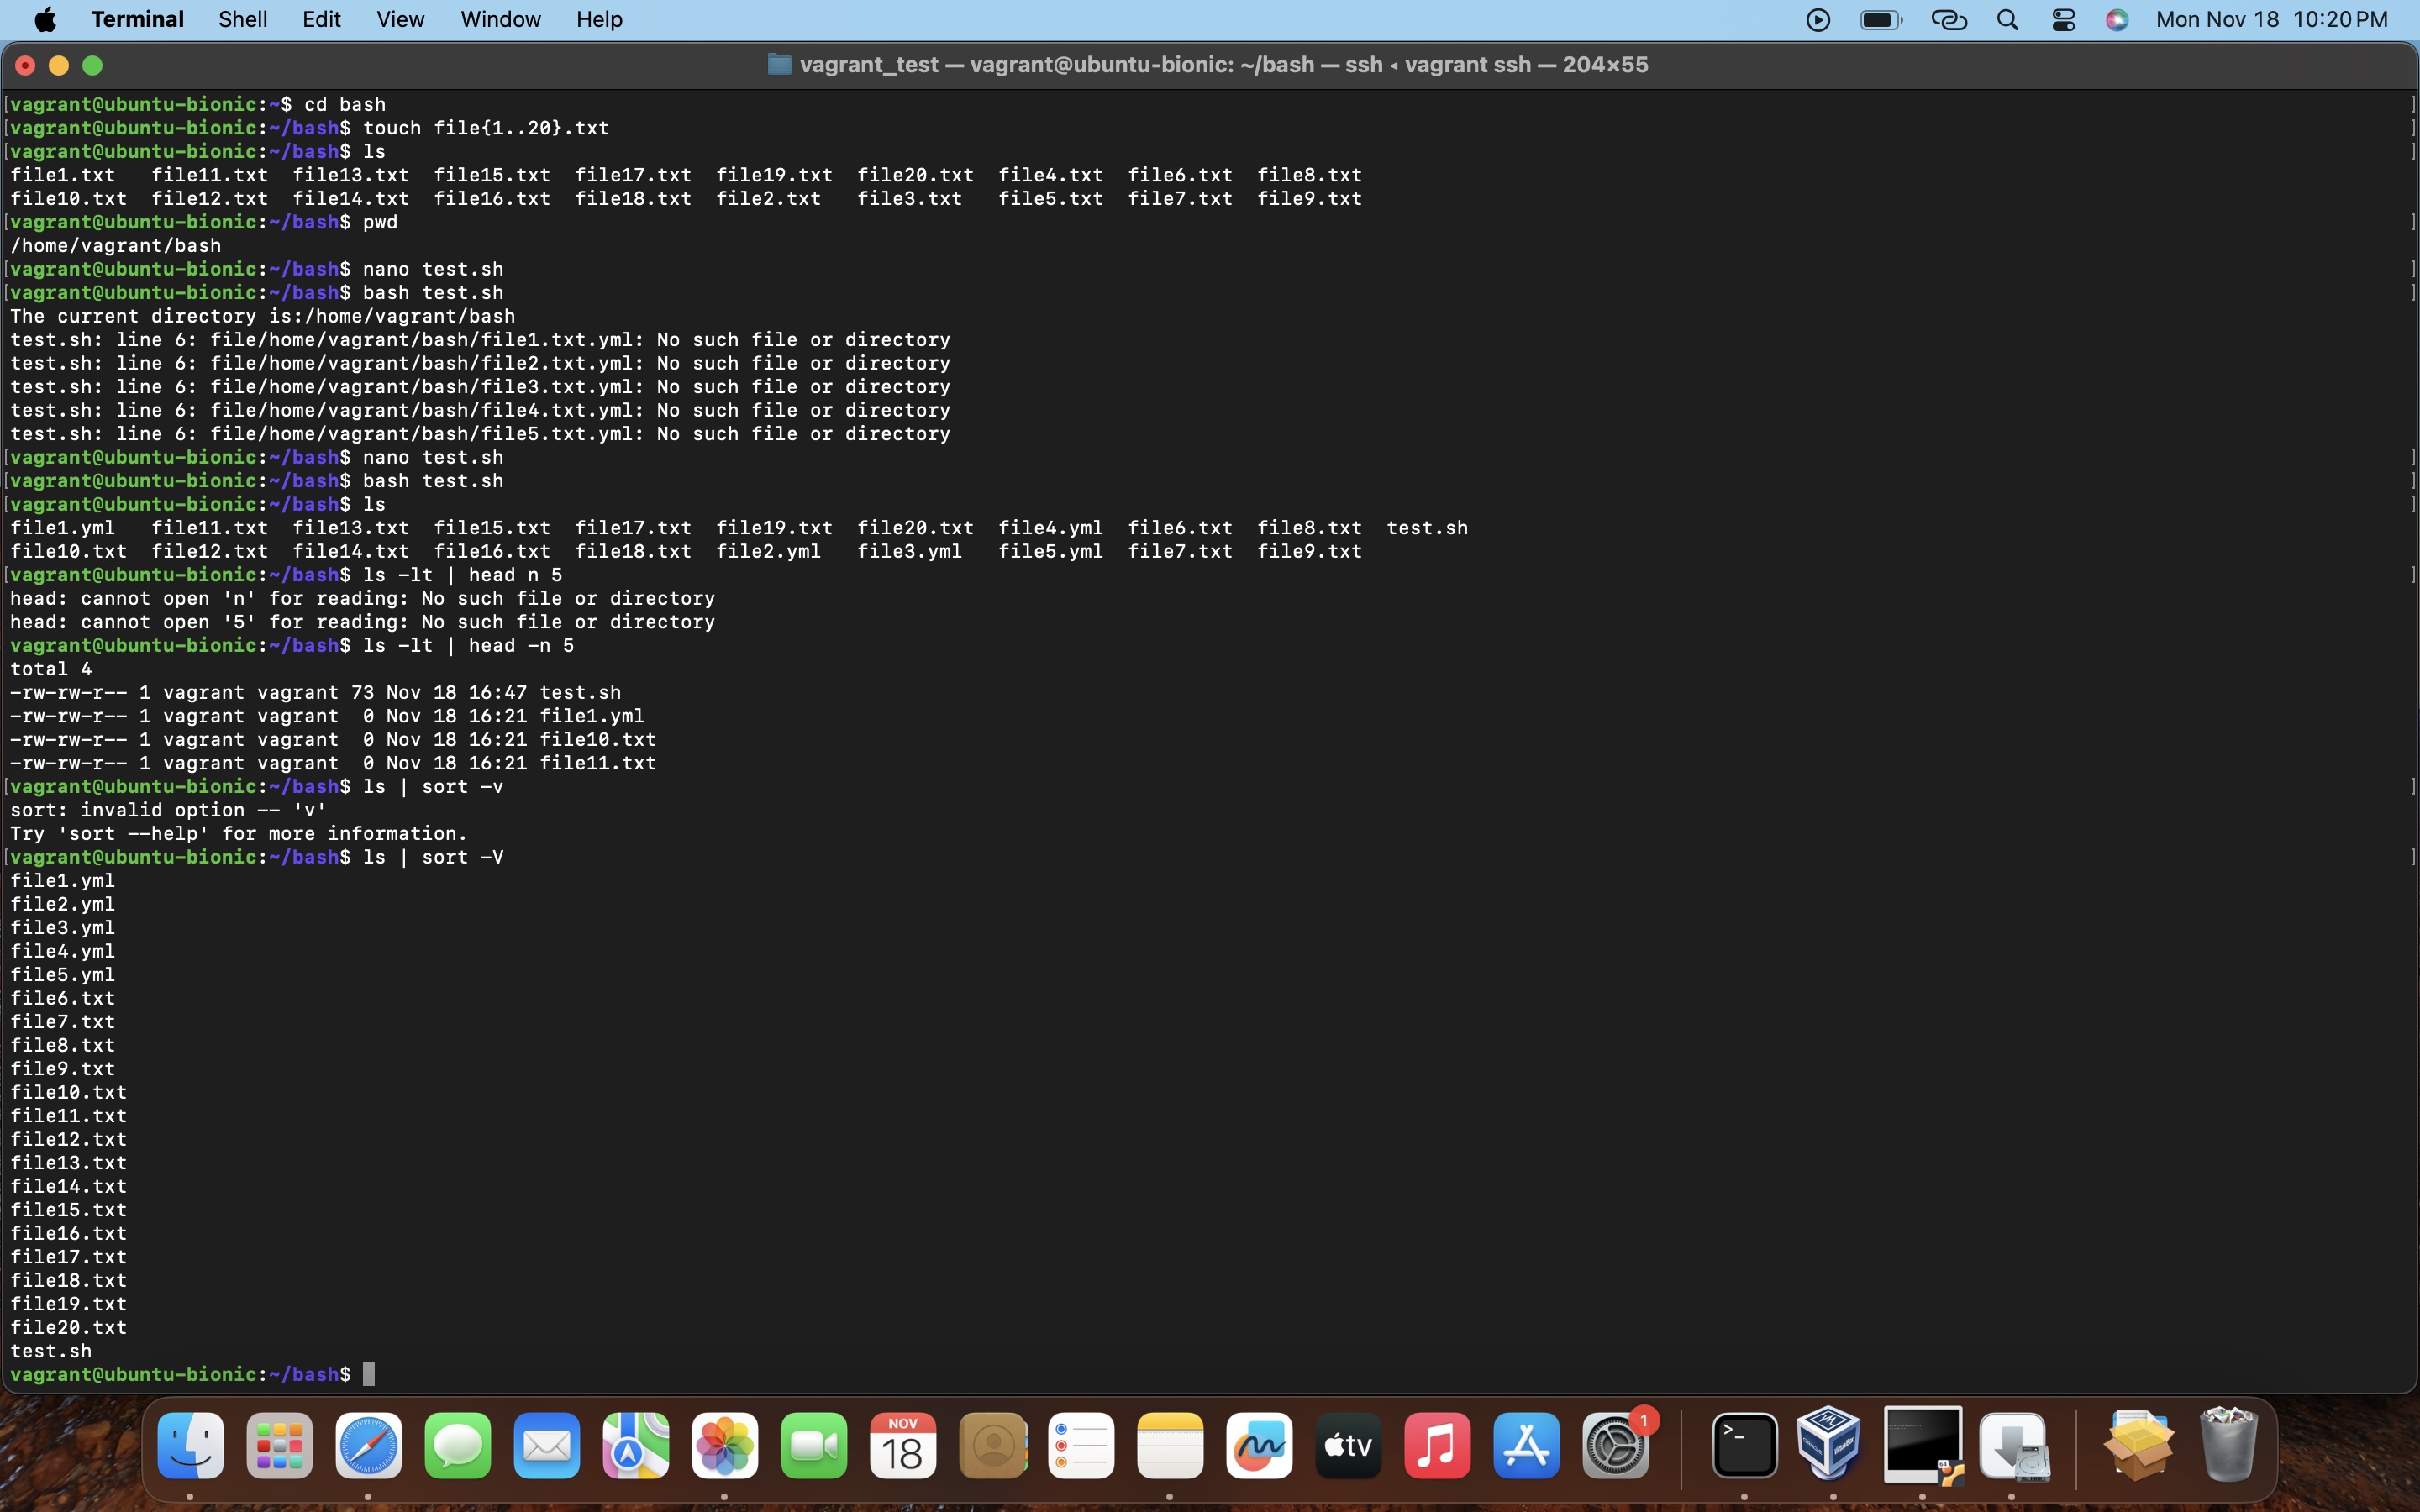 Terminal Shell Edit View Window Help Mon Nov 18 10:20 PM
vagrant_test — vagrant@ubuntu-bionic: ~/bash — ssh ◂ vagrant ssh — 204×55
[vagrant@ubuntu-bionic:~$ cd bash ]
[vagrant@ubuntu-bionic:~/bash$ touch file{1..20}.txt ]
[vagrant@ubuntu-bionic:~/bash$ ls ]
file1.txt   file11.txt  file13.txt  file15.txt  file17.txt  file19.txt  file20.txt  file4.txt  file6.txt  file8.txt
file10.txt  file12.txt  file14.txt  file16.txt  file18.txt  file2.txt   file3.txt   file5.txt  file7.txt  file9.txt
[vagrant@ubuntu-bionic:~/bash$ pwd ]
/home/vagrant/bash
[vagrant@ubuntu-bionic:~/bash$ nano test.sh ]
[vagrant@ubuntu-bionic:~/bash$ bash test.sh ]
The current directory is:/home/vagrant/bash
test.sh: line 6: file/home/vagrant/bash/file1.txt.yml: No such file or directory
test.sh: line 6: file/home/vagrant/bash/file2.txt.yml: No such file or directory
test.sh: line 6: file/home/vagrant/bash/file3.txt.yml: No such file or directory
test.sh: line 6: file/home/vagrant/bash/file4.txt.yml: No such file or directory
test.sh: line 6: file/home/vagrant/bash/file5.txt.yml: No such file or directory
[vagrant@ubuntu-bionic:~/bash$ nano test.sh ]
[vagrant@ubuntu-bionic:~/bash$ bash test.sh ]
[vagrant@ubuntu-bionic:~/bash$ ls ]
file1.yml   file11.txt  file13.txt  file15.txt  file17.txt  file19.txt  file20.txt  file4.yml  file6.txt  file8.txt  test.sh
file10.txt  file12.txt  file14.txt  file16.txt  file18.txt  file2.yml   file3.yml   file5.yml  file7.txt  file9.txt
[vagrant@ubuntu-bionic:~/bash$ ls -lt | head n 5 ]
head: cannot open 'n' for reading: No such file or directory
head: cannot open '5' for reading: No such file or directory
vagrant@ubuntu-bionic:~/bash$ ls -lt | head -n 5
total 4
-rw-rw-r-- 1 vagrant vagrant 73 Nov 18 16:47 test.sh
-rw-rw-r-- 1 vagrant vagrant  0 Nov 18 16:21 file1.yml
-rw-rw-r-- 1 vagrant vagrant  0 Nov 18 16:21 file10.txt
-rw-rw-r-- 1 vagrant vagrant  0 Nov 18 16:21 file11.txt
[vagrant@ubuntu-bionic:~/bash$ ls | sort -v ]
sort: invalid option -- 'v'
Try 'sort --help' for more information.
[vagrant@ubuntu-bionic:~/bash$ ls | sort -V ]
file1.yml
file2.yml
file3.yml
file4.yml
file5.yml
file6.txt
file7.txt
file8.txt
file9.txt
file10.txt
file11.txt
file12.txt
file13.txt
file14.txt
file15.txt
file16.txt
file17.txt
file18.txt
file19.txt
file20.txt
test.sh
vagrant@ubuntu-bionic:~/bash$
NOV
18
tv
1
>_